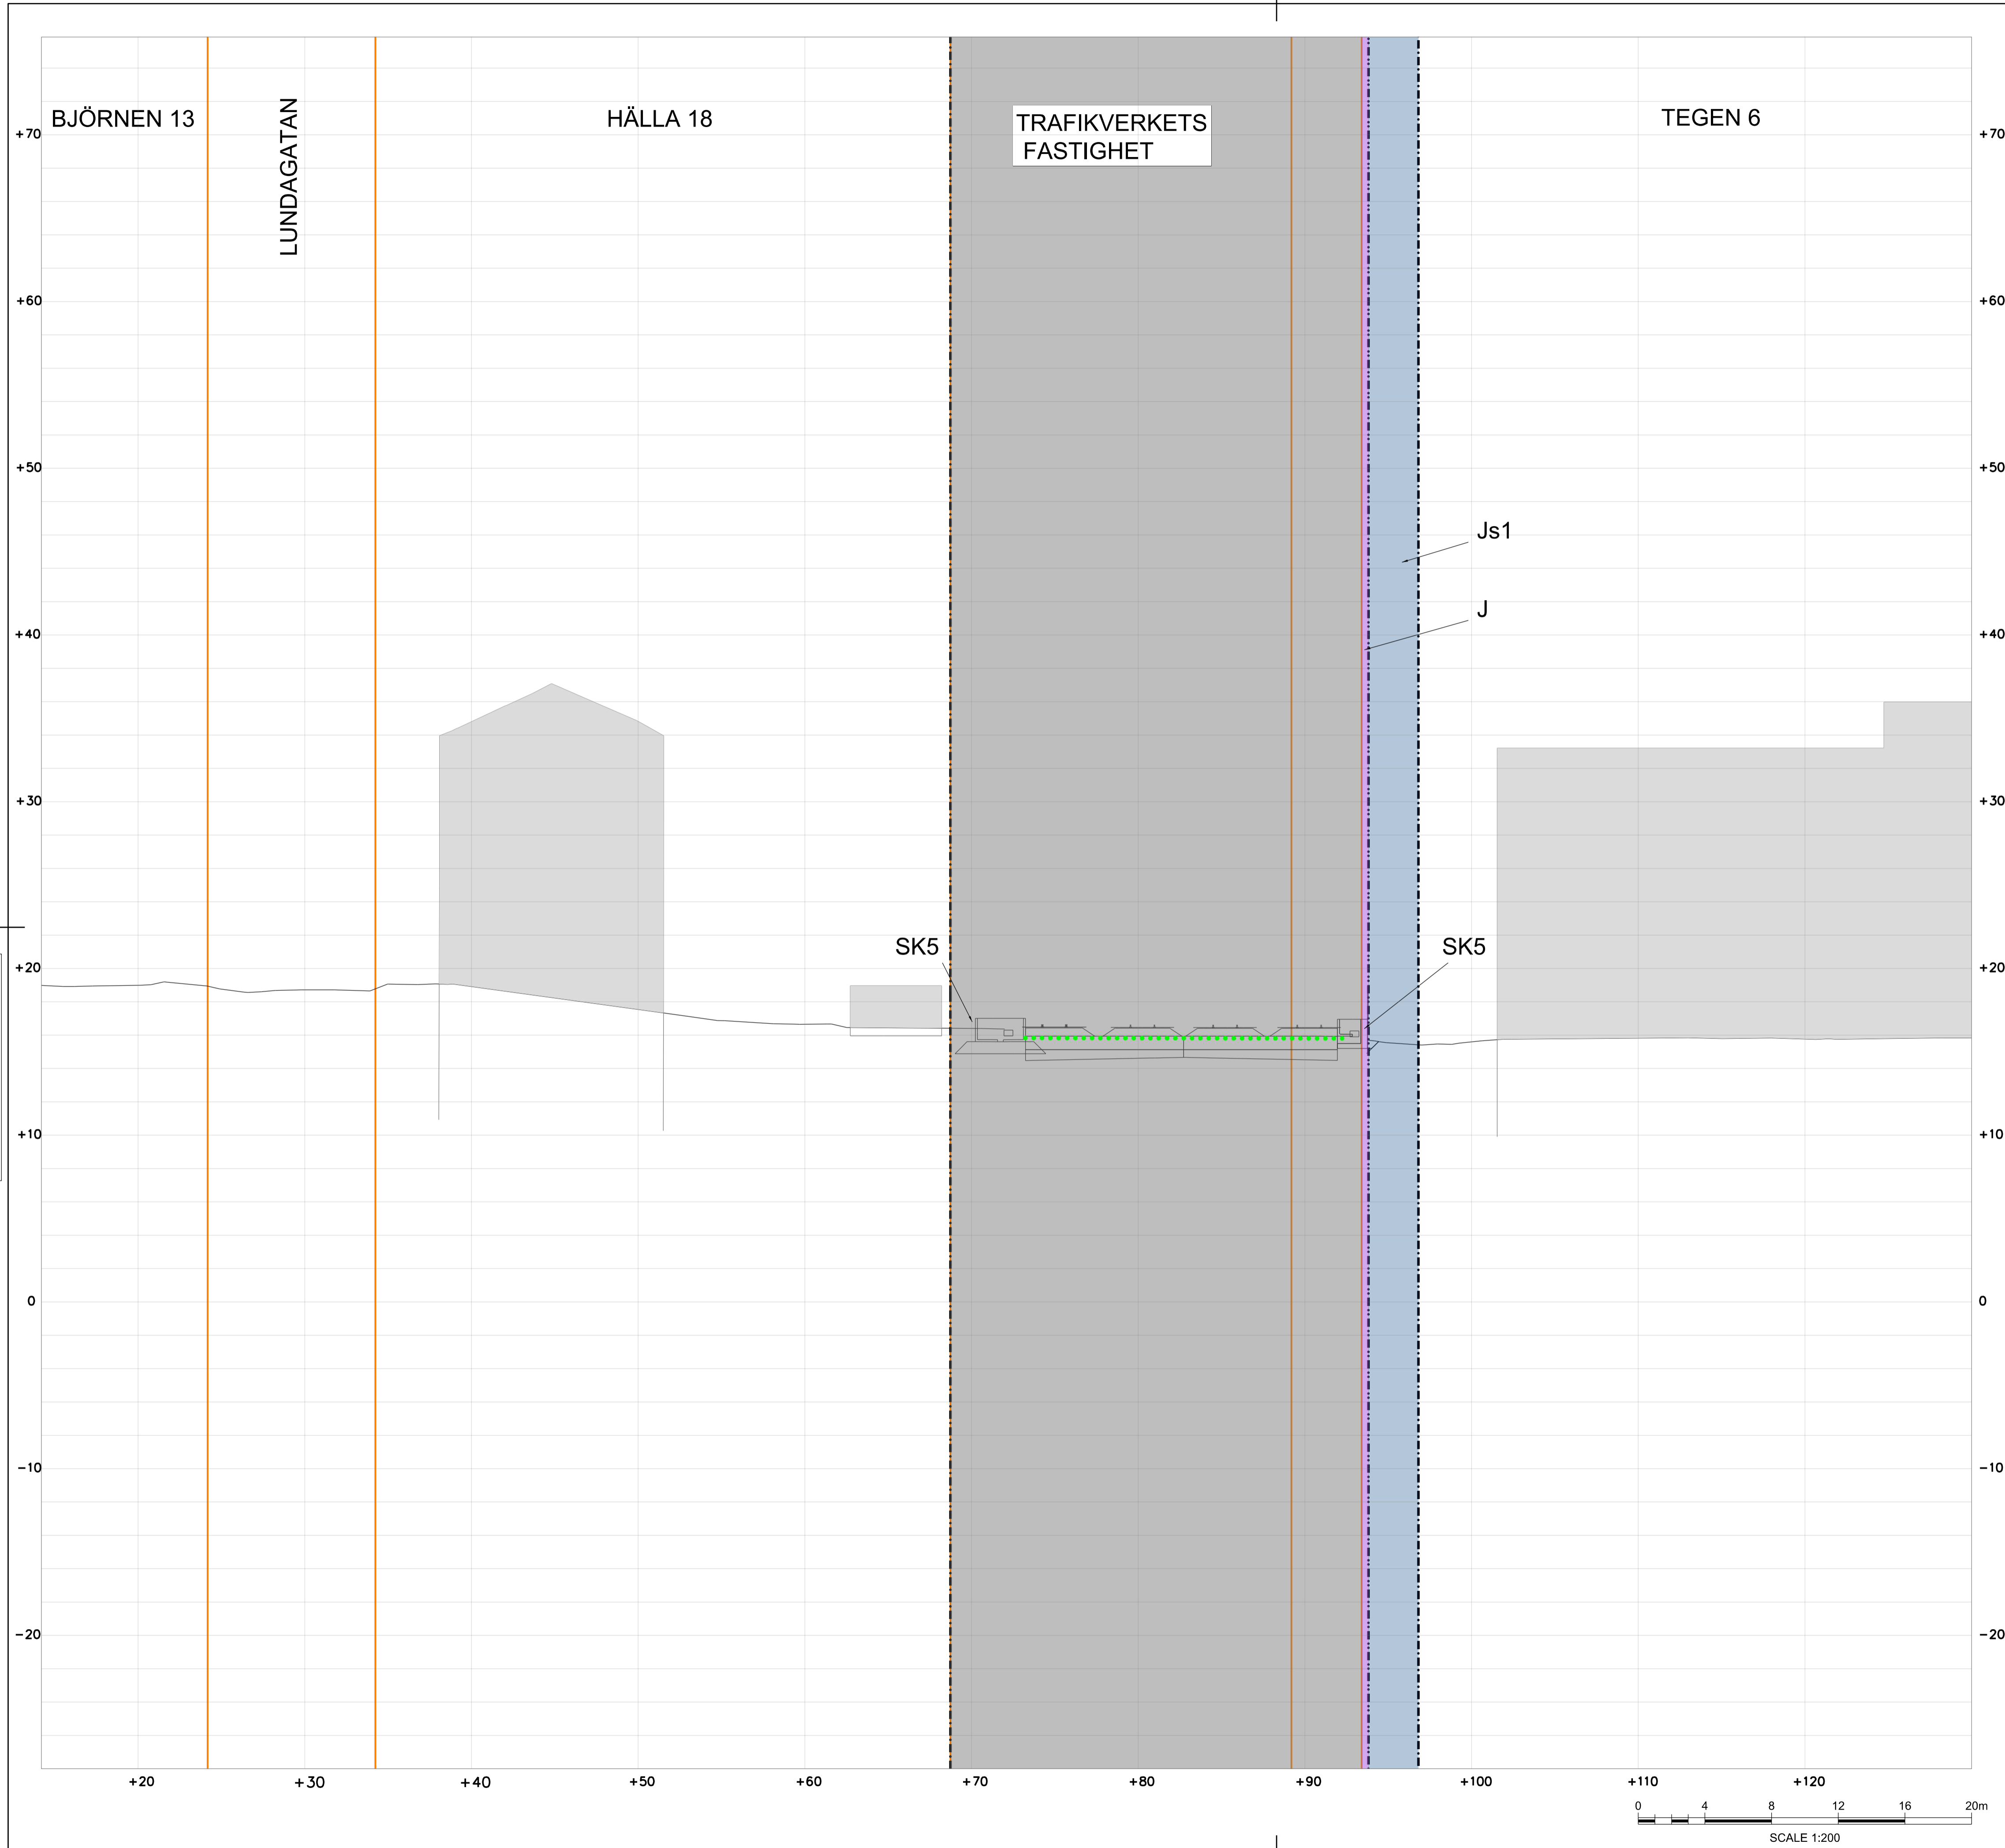 BJÖRNEN 13
LUNDAGATAN
HÄLLA 18
TRAFIKVERKETS
FASTIGHET
TEGEN 6
+70
+70
+60
+60
+50
+50
Js1
J
+40
+40
+30
+30
SK5
SK5
+20
+20
+10
+10
0
0
-10
-10
-20
-20
+20
+30
+40
+50
+60
+70
+80
+90
+100
+110
+120
0 4 8 12 16 20m
SCALE 1:200